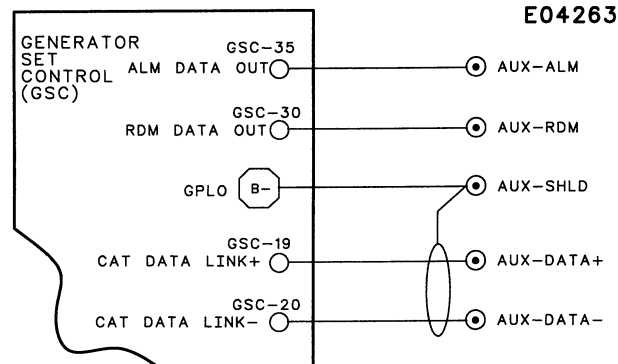 E04263
GENERATOR
SET
CONTROL
(GSC)
GSC-35
ALM DATA OUT
AUX-ALM
GSC-30
RDM DATA OUT
AUX-RDM
GPLO
B-
AUX-SHLD
GSC-19
CAT DATA LINK+
AUX-DATA+
GSC-20
CAT DATA LINK-
AUX-DATA-